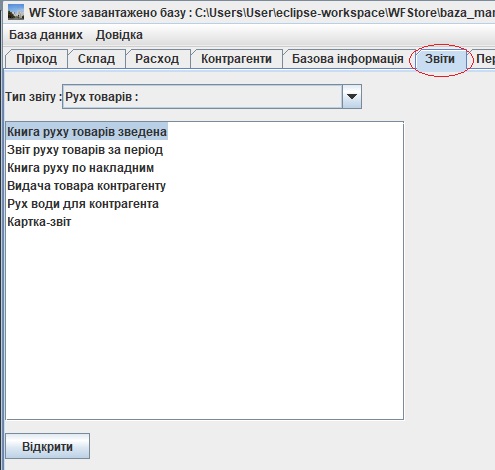 WFStore завантажено базу : C:\Users\User\eclipse-workspace\WFStore\baza_mar
База данних Довідка
Пріход Склад Расход Контрагенти Базова інформація Звіти Пер
Тип звіту : Рух товарів :
Книга руху товарів зведена
Звіт руху товарів за період
Книга руху по накладним
Видача товара контрагенту
Рух води для контрагента
Картка-звіт
Відкрити